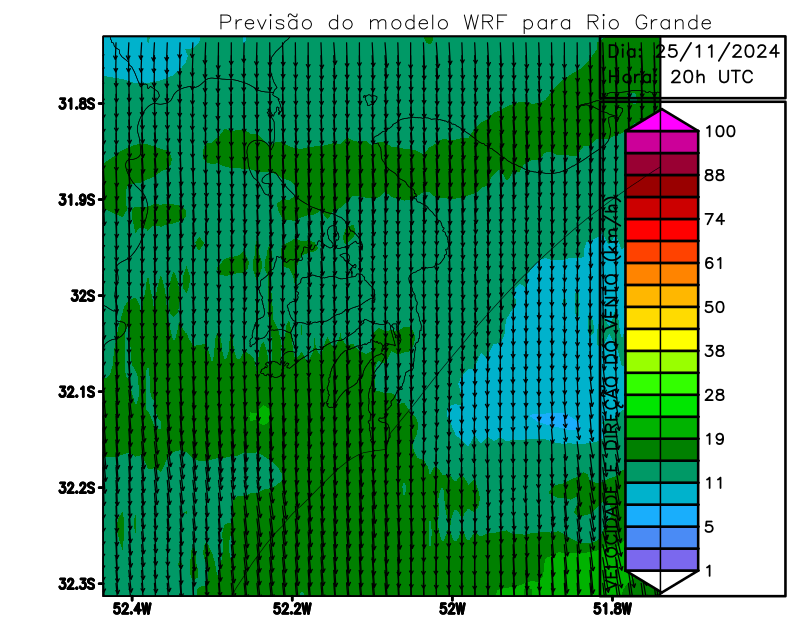 Previsão do modelo WRF para Rio Grande
Dia: 25/11/2024
Hora: 20h UTC
31.8S
31.9S
32S
32.1S
32.2S
32.3S
52.4W
52.2W
52W
51.8W
VELOCIDADE E DIREÇÃO DO VENTO (km/h)
100
88
74
61
50
38
28
19
11
5
1